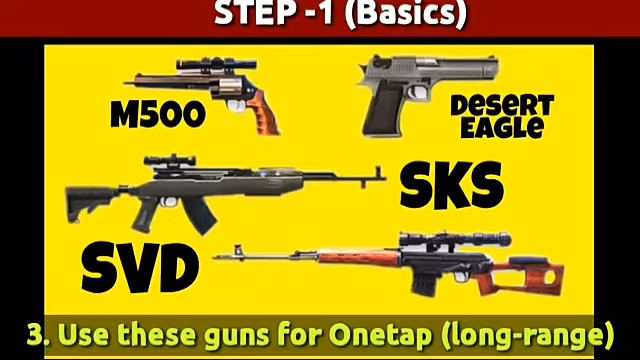 STEP -1 (Basics)
M500
DESERT
EAGLE
SKS
SVD
3. Use these guns for Onetap (long-range)